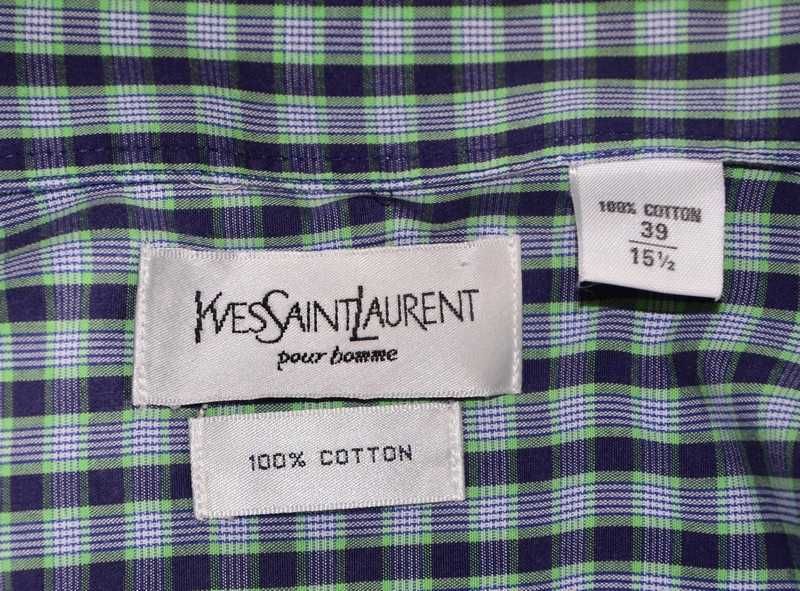 100% COTTON
39
15½
YVESSAINTLAURENT
pour homme
100% COTTON